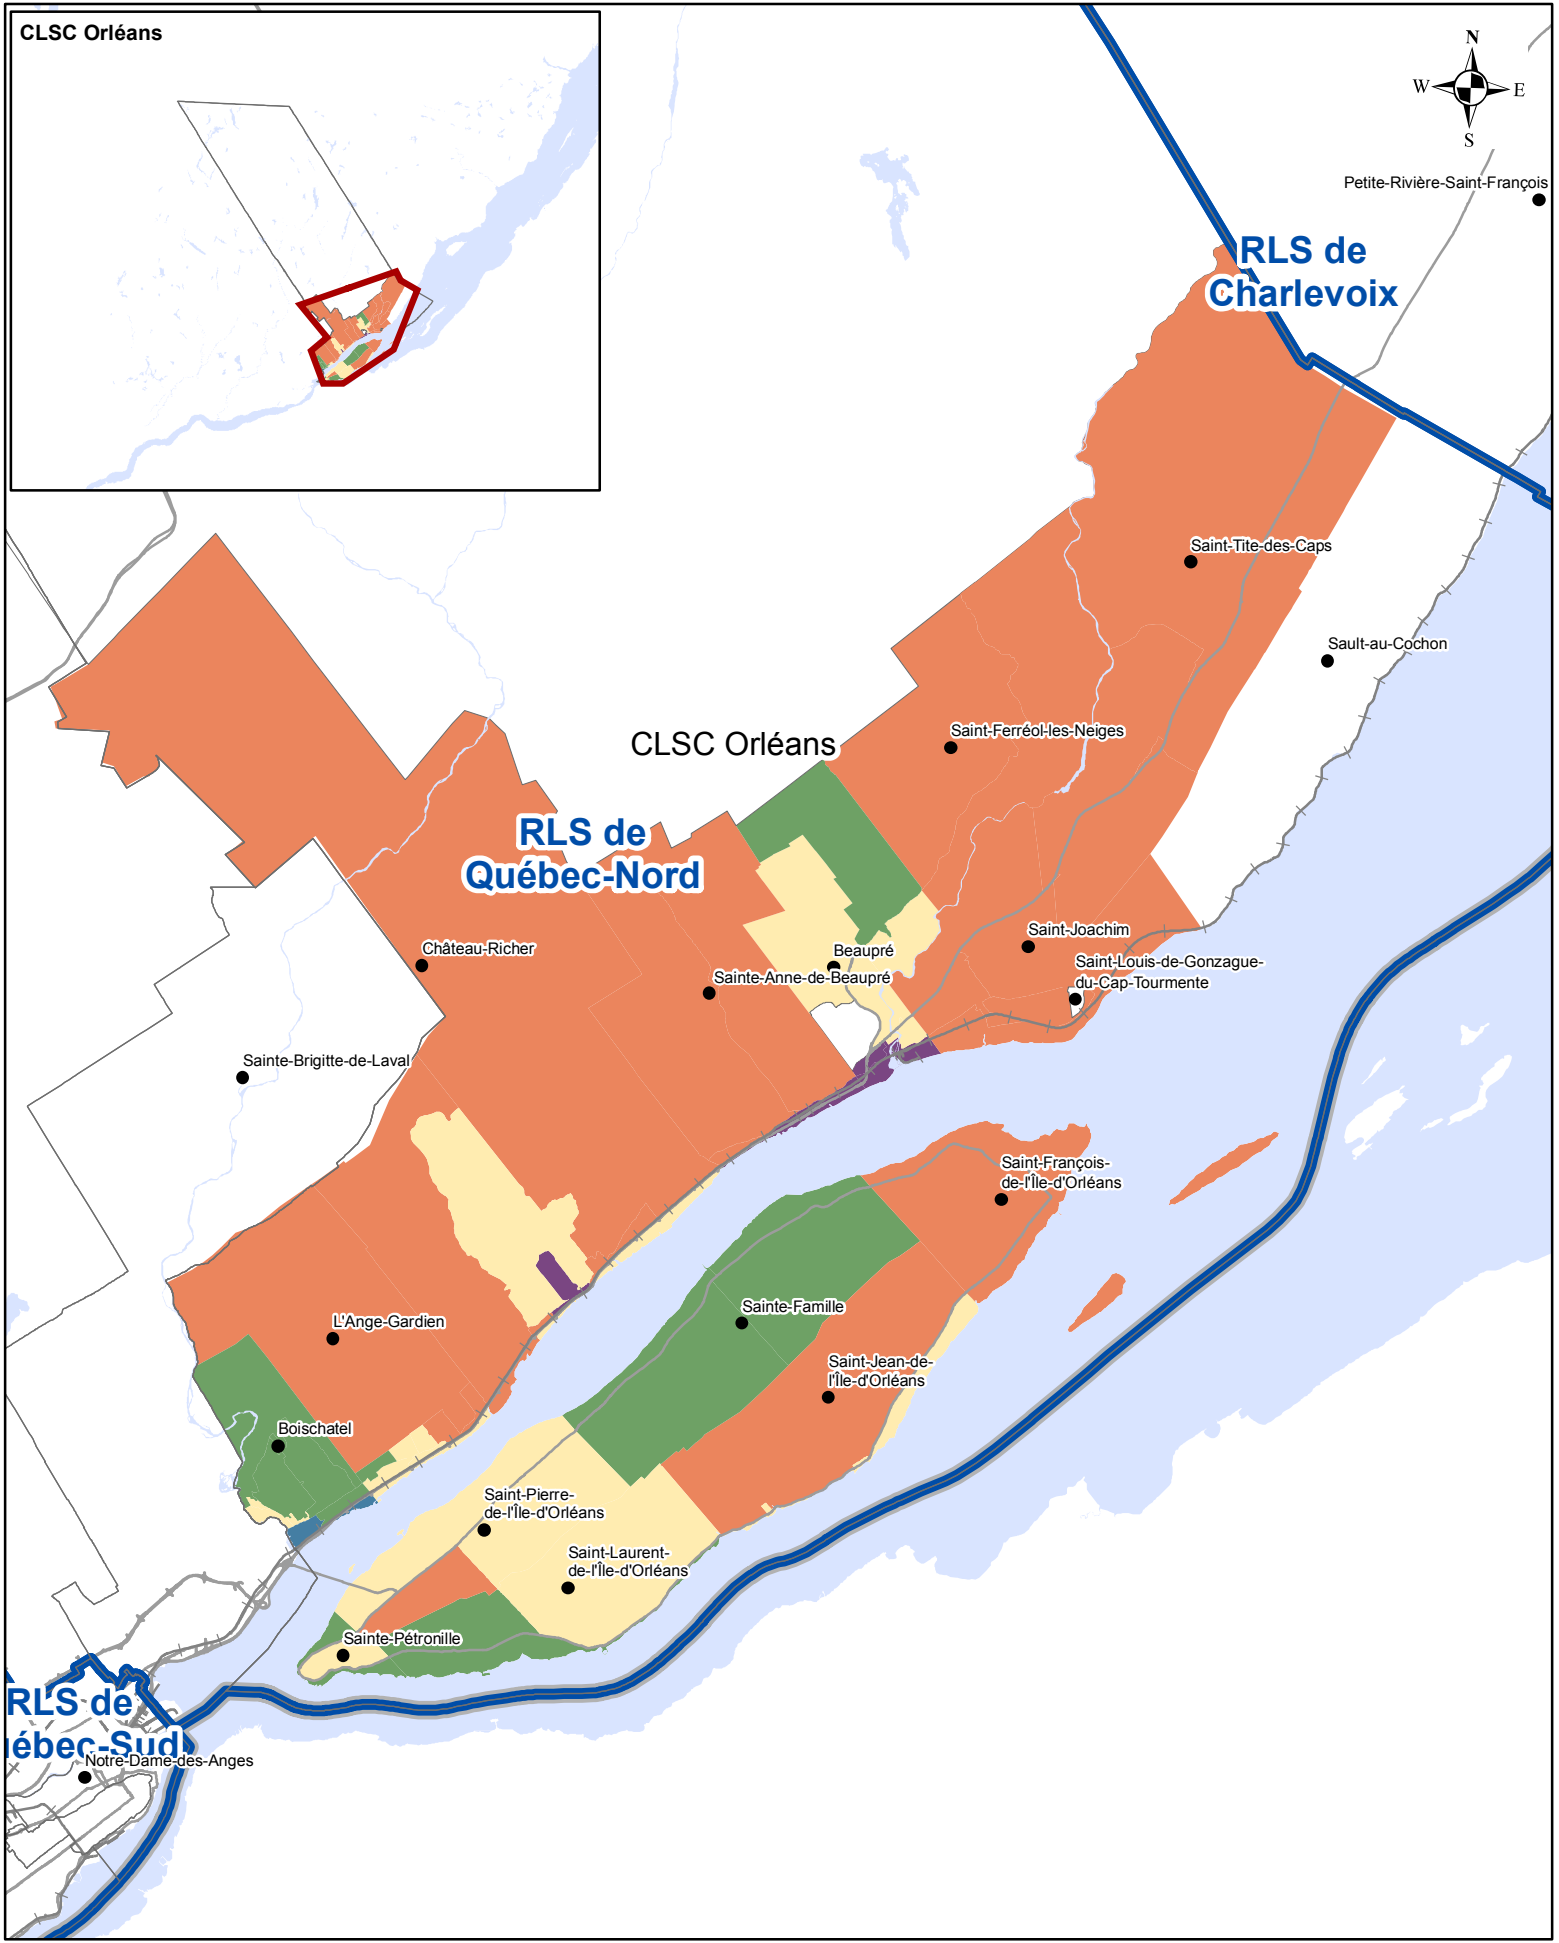 CLSC Orléans
N
W
E
S
Petite-Rivière-Saint-François
RLS de
Charlevoix
Saint-Tite-des-Caps
Sault-au-Cochon
Saint-Ferréol-les-Neiges
CLSC Orléans
RLS de
Québec-Nord
Château-Richer
Beaupré
Sainte-Anne-de-Beaupré
Saint-Joachim
Saint-Louis-de-Gonzague-
du-Cap-Tourmente
Sainte-Brigitte-de-Laval
Saint-François-
de-l'Île-d'Orléans
Sainte-Famille
L'Ange-Gardien
Saint-Jean-de-
l'Île-d'Orléans
Boischatel
Saint-Pierre-
de-l'Île-d'Orléans
Saint-Laurent-
de-l'Île-d'Orléans
Sainte-Pétronille
RLS de
uébec-Sud
Notre-Dame-des-Anges